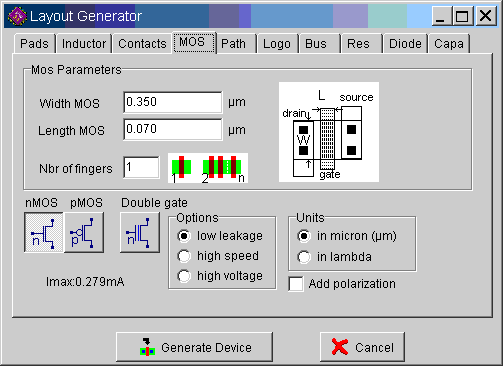 Layout Generator
Pads Inductor Contacts MOS Path Logo Bus Res Diode Capa
Mos Parameters
Width MOS 0.350 µm
Length MOS 0.070 µm
Nbr of fingers 1
1 2 n
L source
drain
W
gate
nMOS pMOS Double gate
n p n
Imax:0.279mA
Options
low leakage
high speed
high voltage
Units
in micron (µm)
in lambda
Add polarization
Generate Device Cancel